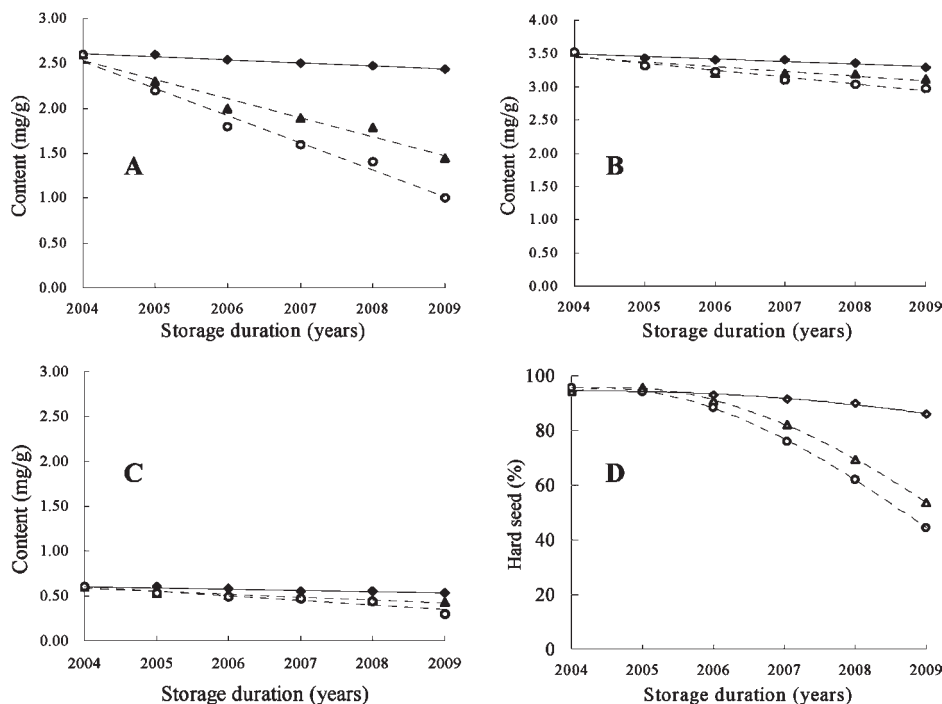 3.00
2.50
2.00
1.50
1.00
0.50
0.00
Content (mg/g)
A
2004 2005 2006 2007 2008 2009
Storage duration (years)
4.00
3.50
3.00
2.50
2.00
1.50
1.00
0.50
0.00
Content (mg/g)
B
2004 2005 2006 2007 2008 2009
Storage duration (years)
3.00
2.50
2.00
1.50
1.00
0.50
0.00
Content (mg/g)
C
2004 2005 2006 2007 2008 2009
Storage duration (years)
100
80
60
40
20
0
Hard seed (%)
D
2004 2005 2006 2007 2008 2009
Storage duration (years)